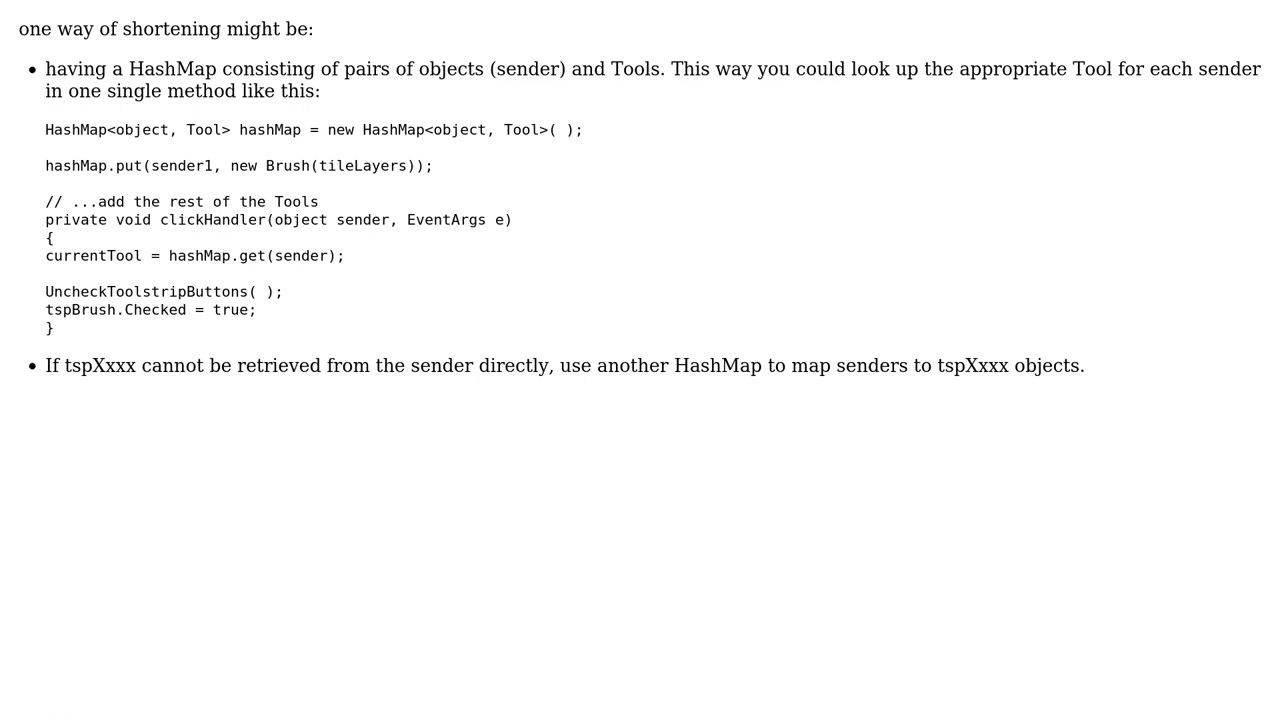 one way of shortening might be:
• having a HashMap consisting of pairs of objects (sender) and Tools. This way you could look up the appropriate Tool for each sender
in one single method like this:
HashMap<object, Tool> hashMap = new HashMap<object, Tool>( );
hashMap.put(sender1, new Brush(tileLayers));
// ...add the rest of the Tools
private void clickHandler(object sender, EventArgs e)
{
currentTool = hashMap.get(sender);
UncheckToolstripButtons( );
tspBrush.Checked = true;
}
• If tspXxxx cannot be retrieved from the sender directly, use another HashMap to map senders to tspXxxx objects.